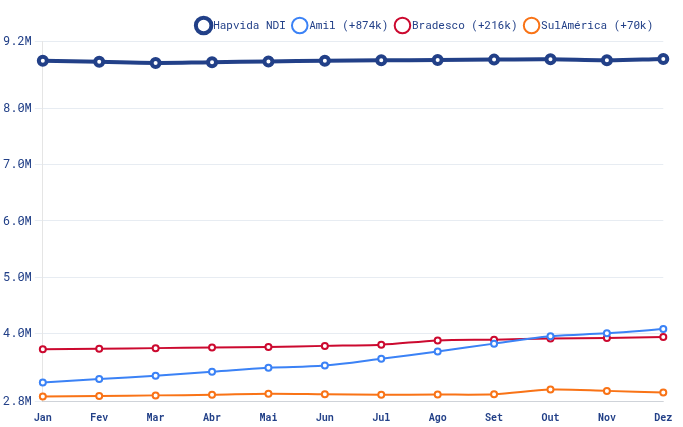 Hapvida NDI Amil (+874k) Bradesco (+216k) SulAmérica (+70k)
9.2M
8.0M
7.0M
6.0M
5.0M
4.0M
2.8M
Jan Fev Mar Abr Mai Jun Jul Ago Set Out Nov Dez